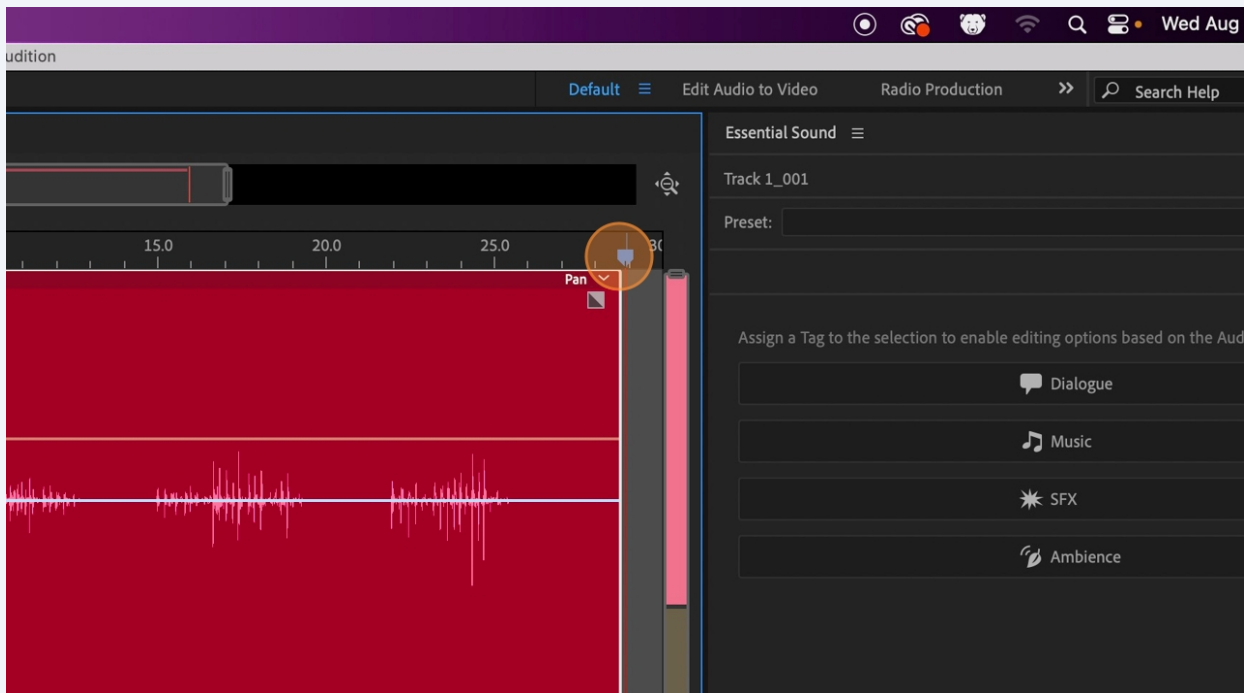 Wed Aug
udition
Default
Edit Audio to Video
Radio Production
Search Help
Essential Sound
Track 1_001
Preset:
15.0
20.0
25.0
30
Pan
Assign a Tag to the selection to enable editing options based on the Aud
Dialogue
Music
SFX
Ambience